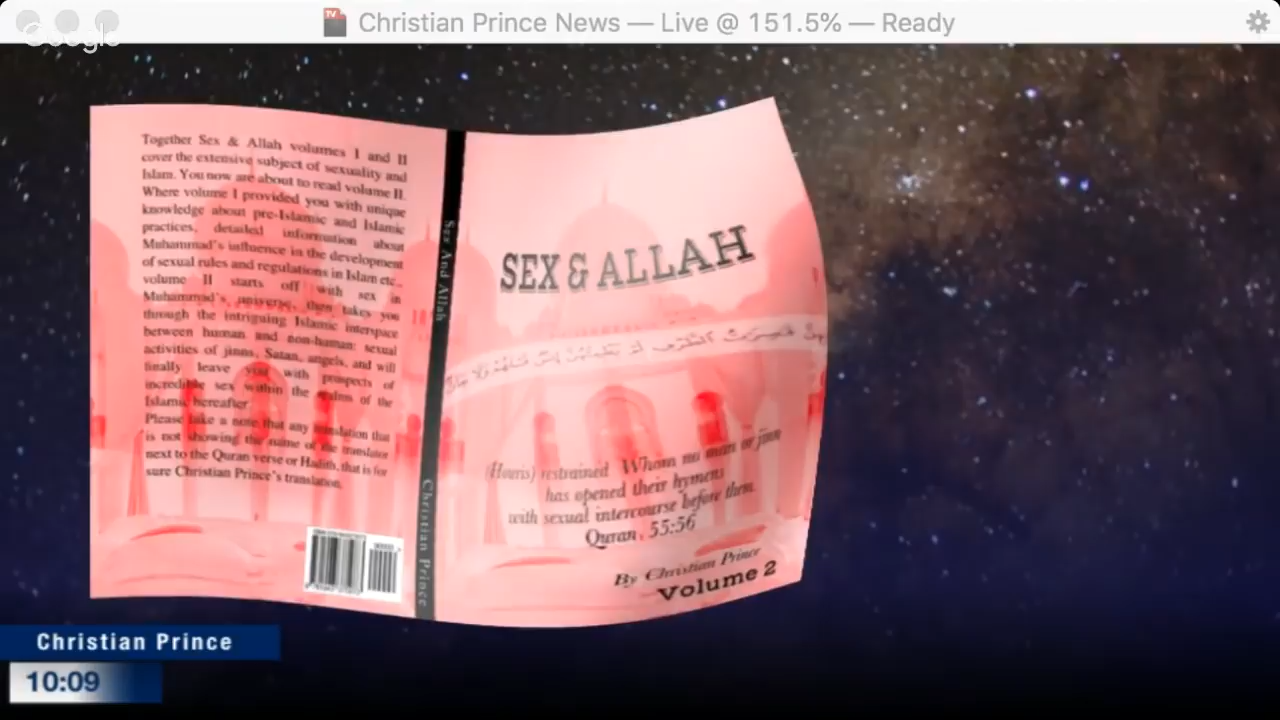 Christian Prince News — Live @ 151.5% — Ready
Google
Together Sex & Allah volumes I and II
cover the extensive subject of sexuality and
Islam. You now are about to read volume II.
Where volume I provided you with unique
knowledge about pre-Islamic and Islamic
practices, detailed information about
Muhammad's influence in the development
of sexual rules and regulations in Islam etc.,
volume II starts off with sex in
Muhammad's universe, then takes you
through the intriguing Islamic interspace
between human and non-human: sexual
activities of jinns, Satan, angels, and will
finally leave you with prospects of
incredible sex within the realms of the
Islamic hereafter.
Please take a note that any translation that
is not showing the name of the translator
next to the Quran verse or Hadith, that is for
sure Christian Prince's translation.
Sex And Allah
Christian Prince
SEX & ALLAH
(Houris) restrained Whom no man or jinn
has opened their hymens
with sexual intercourse before them.
Quran, 55:56
By Christian Prince
Volume 2
Christian Prince
10:09